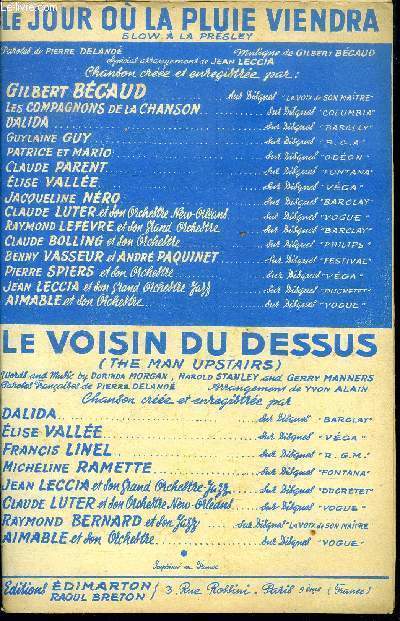 LE JOUR OÙ LA PLUIE VIENDRA
SLOW A LA PRESLEY
Paroles de PIERRE DELANOË Musique de GILBERT BÉCAUD
Spécial arrangement de JEAN LECCIA
Chanson créée et enregistrée par :
GILBERT BÉCAUD Sur Disques "LA VOIX de SON MAÎTRE"
LES COMPAGNONS DE LA CHANSON Sur Disques "COLUMBIA"
DALIDA Sur Disques "BARCLAY"
GUYLAINE GUY Sur Disques "R.C.A"
PATRICE ET MARIO Sur Disques "ODÉON"
CLAUDE PARENT Sur Disques "FONTANA"
ÉLISE VALLÉE Sur Disques "VÉGA"
JACQUELINE NÉRO Sur Disques "BARCLAY"
CLAUDE LUTER et son Orchestre New-Orléans Sur Disques "VOGUE"
RAYMOND LEFEVRE et son Grand Orchestre Sur Disques "BARCLAY"
CLAUDE BOLLING et son Orchestre Sur Disques "PHILIPS"
BENNY VASSEUR et ANDRÉ PAQUINET Sur Disques "FESTIVAL"
PIERRE SPIERS et son Orchestre Sur Disques "VÉGA"
JEAN LECCIA et son Grand Orchestre Jazz Sur Disques "DUCRETET"
AIMABLE et son Orchestre Sur Disques "VOGUE"
LE VOISIN DU DESSUS
(THE MAN UPSTAIRS)
Words and Music by DORINDA MORGAN, HAROLD STANLEY and GERRY MANNERS
Paroles Françaises de PIERRE DELANOË Arrangement de YVON ALAIN
Chanson créée et enregistrée par
DALIDA Sur Disques "BARCLAY"
ÉLISE VALLÉE Sur Disques "VÉGA"
FRANCIS LINEL Sur Disques "R.G.M."
MICHELINE RAMETTE Sur Disques "FONTANA"
JEAN LECCIA et son Grand Orchestre-Jazz Sur Disques "DUCRETET"
CLAUDE LUTER et son Orchestre New-Orléans Sur Disques "VOGUE"
RAYMOND BERNARD et son Jazz Sur Disques "LA VOIX de SON MAÎTRE
AIMABLE et son Orchestre Sur Disques "VOGUE"
Imprimé en France
Editions EDIMARTON / 3, Rue Rossini - Paris 9ème (France)
RAOUL BRETON